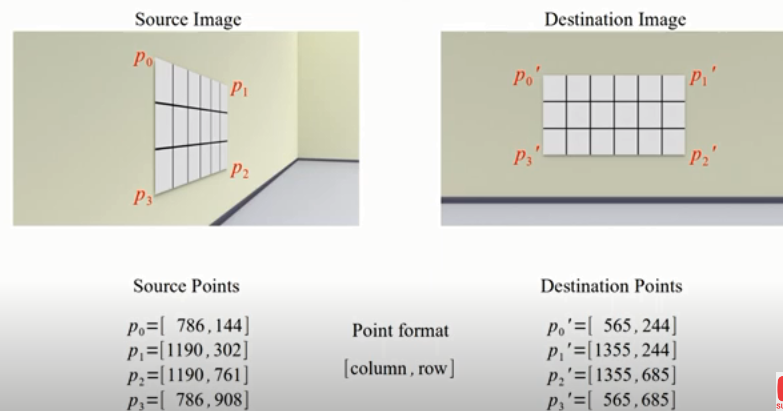 Source Image
p0
p1
p2
p3
Destination Image
p0'
p1'
p2'
p3'
Source Points
p0=[ 786,144]
p1=[1190,302]
p2=[1190,761]
p3=[ 786,908]
Point format
[column,row]
Destination Points
p0'=[ 565,244]
p1'=[1355,244]
p2'=[1355,685]
p3'=[ 565,685]